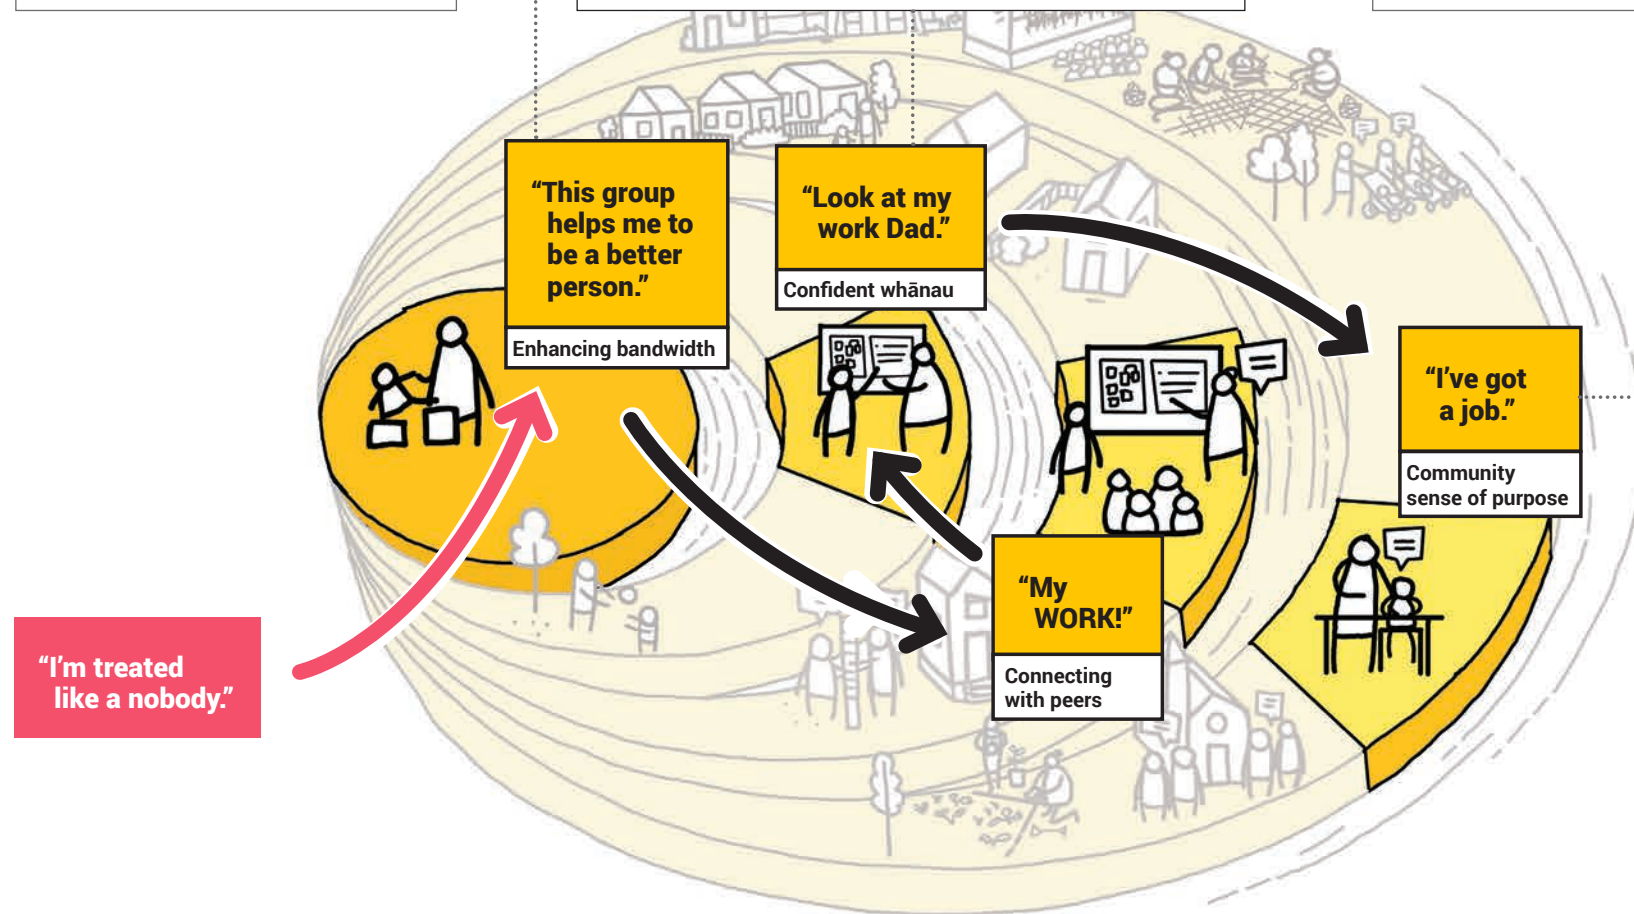 “This group
helps me to
be a better
person.”
Enhancing bandwidth
“Look at my
work Dad.”
Confident whānau
“I’ve got
a job.”
Community
sense of purpose
“My
WORK!”
Connecting
with peers
“I’m treated
like a nobody.”